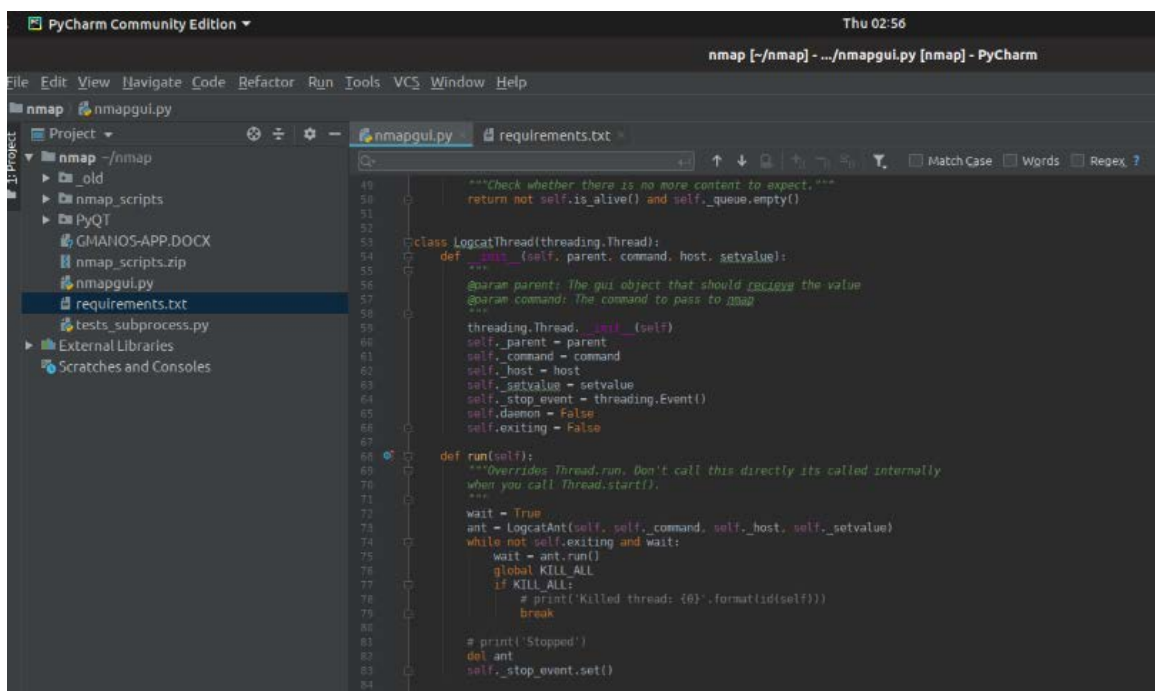 PyCharm Community Edition
Thu 02:56
nmap [~/nmap] - .../nmapgui.py [nmap] - PyCharm
File Edit View Navigate Code Refactor Run Tools VCS Window Help
nmap nmapgui.py
1: Project
Project
nmap ~/nmap
_old
nmap_scripts
PyQT
GMANOS-APP.DOCX
nmap_scripts.zip
nmapgui.py
requirements.txt
tests_subprocess.py
External Libraries
Scratches and Consoles
nmapgui.py requirements.txt
Match Case Words Regex ?
49 """Check whether there is no more content to expect."""
50 return not self.is_alive() and self._queue.empty()
51
52
53 class LogcatThread(threading.Thread):
54 def __init__(self, parent, command, host, setvalue):
55 """
56 @param parent: The gui object that should recieve the value
57 @param command: The command to pass to nmap
58 """
59 threading.Thread.__init__(self)
60 self._parent = parent
61 self._command = command
62 self._host = host
63 self._setvalue = setvalue
64 self._stop_event = threading.Event()
65 self.daemon = False
66 self.exiting = False
67
68 def run(self):
69 """Overrides Thread.run. Don't call this directly its called internally
70 when you call Thread.start().
71 """
72 wait = True
73 ant = LogcatAnt(self, self._command, self._host, self._setvalue)
74 while not self.exiting and wait:
75 wait = ant.run()
76 global KILL_ALL
77 if KILL_ALL:
78 # print('Killed thread: {0}'.format(id(self)))
79 break
80
81 # print('Stopped')
82 del ant
83 self._stop_event.set()
84